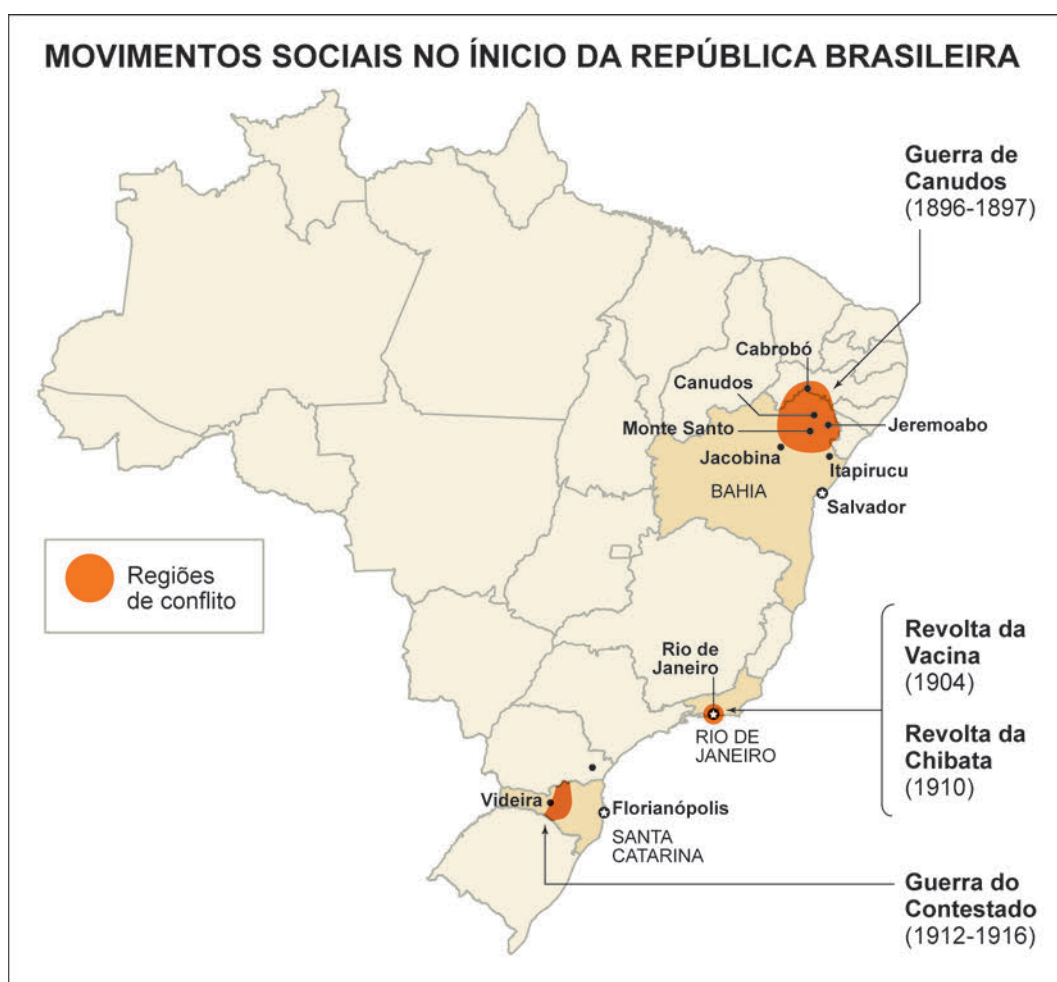 MOVIMENTOS SOCIAIS NO ÍNICIO DA REPÚBLICA BRASILEIRA
Guerra de
Canudos
(1896-1897)
Cabrobó
Canudos
Monte Santo
Jeremoabo
Jacobina
Itapirucu
BAHIA
Salvador
Regiões
de conflito
Rio de
Janeiro
RIO DE
JANEIRO
Revolta da
Vacina
(1904)
Revolta da
Chibata
(1910)
Videira
Florianópolis
SANTA
CATARINA
Guerra do
Contestado
(1912-1916)